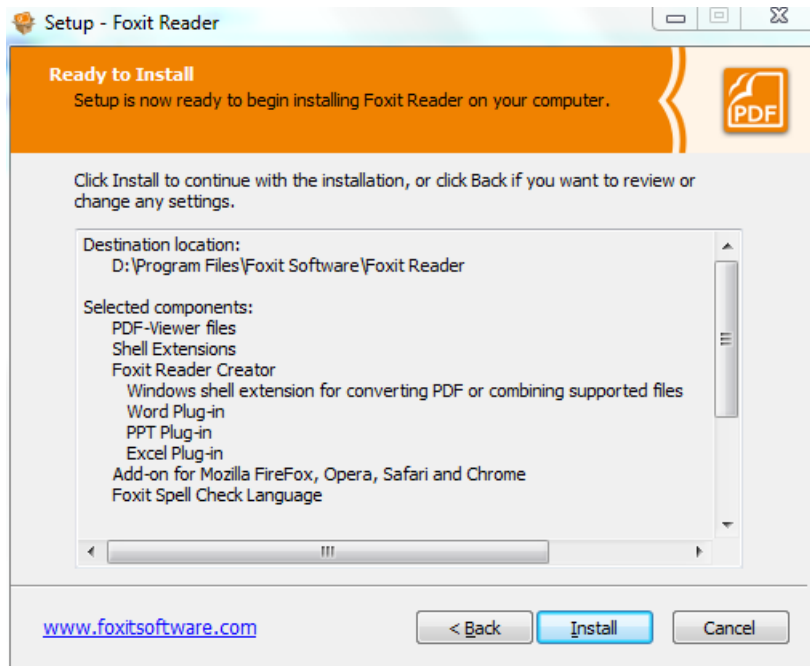 Setup - Foxit Reader
Ready to Install
Setup is now ready to begin installing Foxit Reader on your computer.
PDF
Click Install to continue with the installation, or click Back if you want to review or
change any settings.
Destination location:
D:\Program Files\Foxit Software\Foxit Reader
Selected components:
PDF-Viewer files
Shell Extensions
Foxit Reader Creator
Windows shell extension for converting PDF or combining supported files
Word Plug-in
PPT Plug-in
Excel Plug-in
Add-on for Mozilla FireFox, Opera, Safari and Chrome
Foxit Spell Check Language
www.foxitsoftware.com
< Back
Install
Cancel